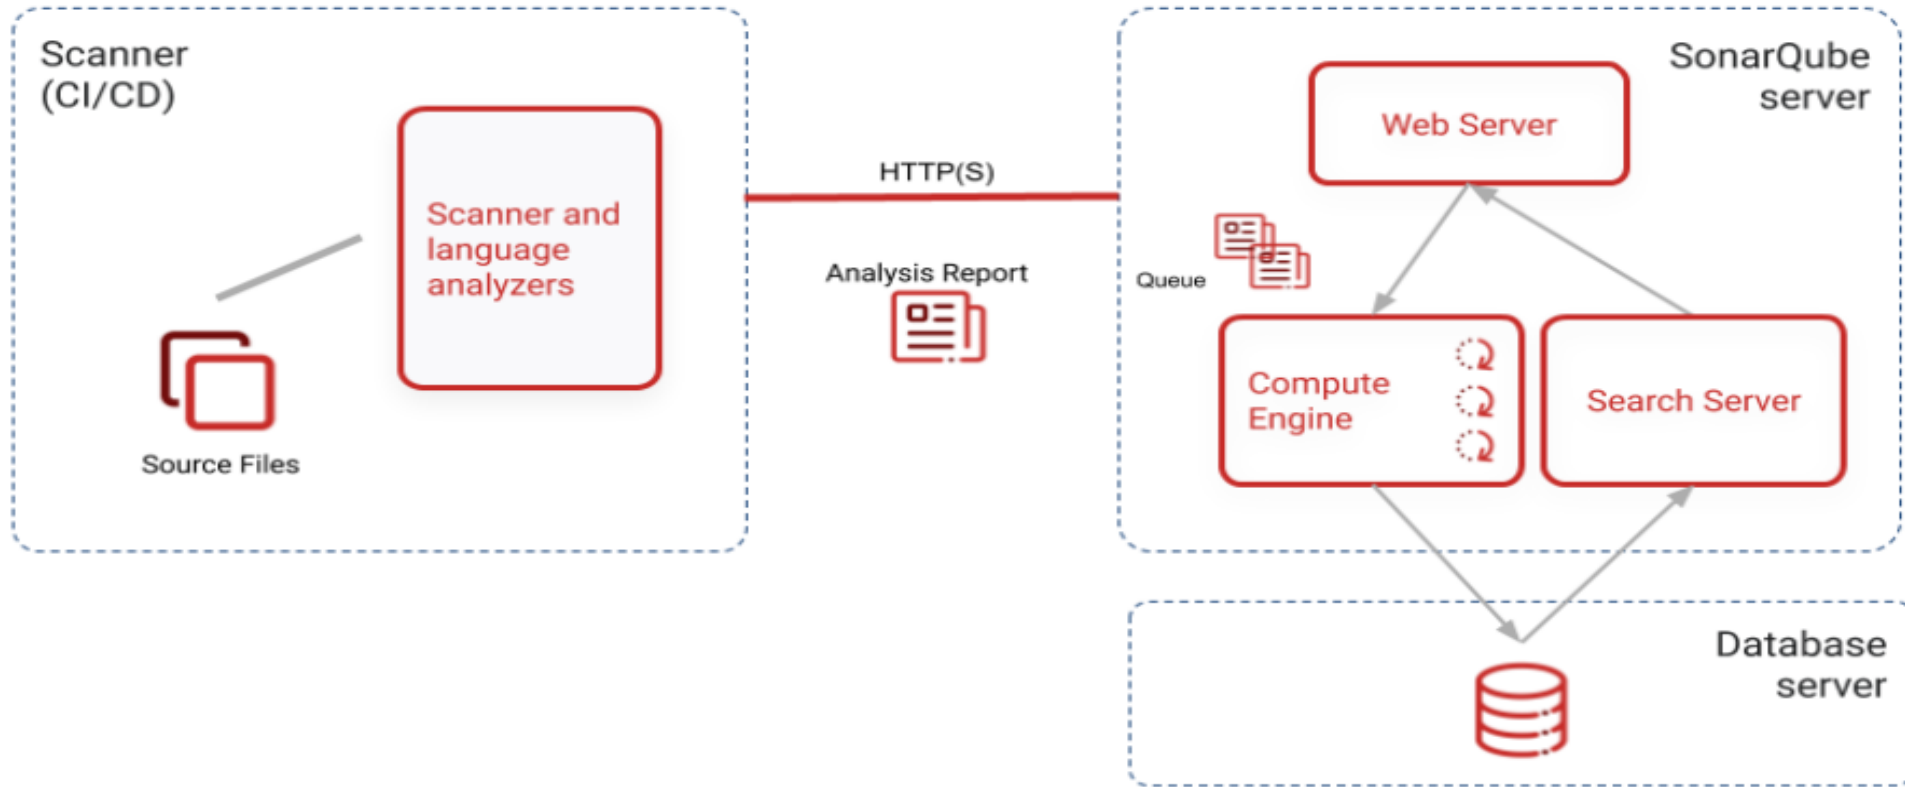 Scanner
(CI/CD)
Scanner and
language
analyzers
Source Files
HTTP(S)
Analysis Report
SonarQube
server
Web Server
Queue
Compute
Engine
Search Server
Database
server